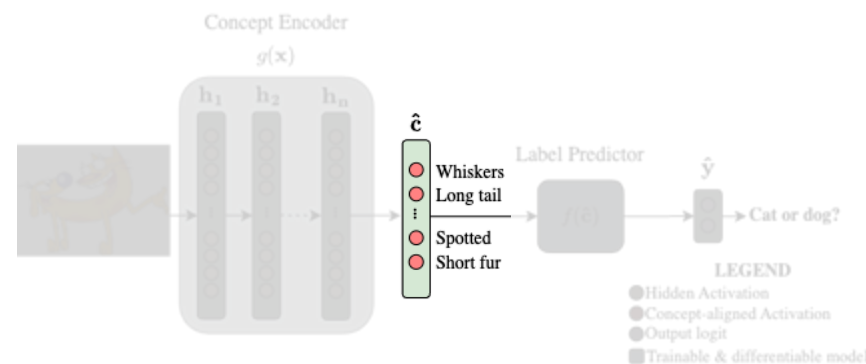 Concept Encoder
g(x)
h₁ h₂ hₙ
ĉ
Whiskers
Long tail
⋮
Spotted
Short fur
Label Predictor
f(ĉ)
ŷ
Cat or dog?
LEGEND
Hidden Activation
Concept-aligned Activation
Output logit
Trainable & differentiable model